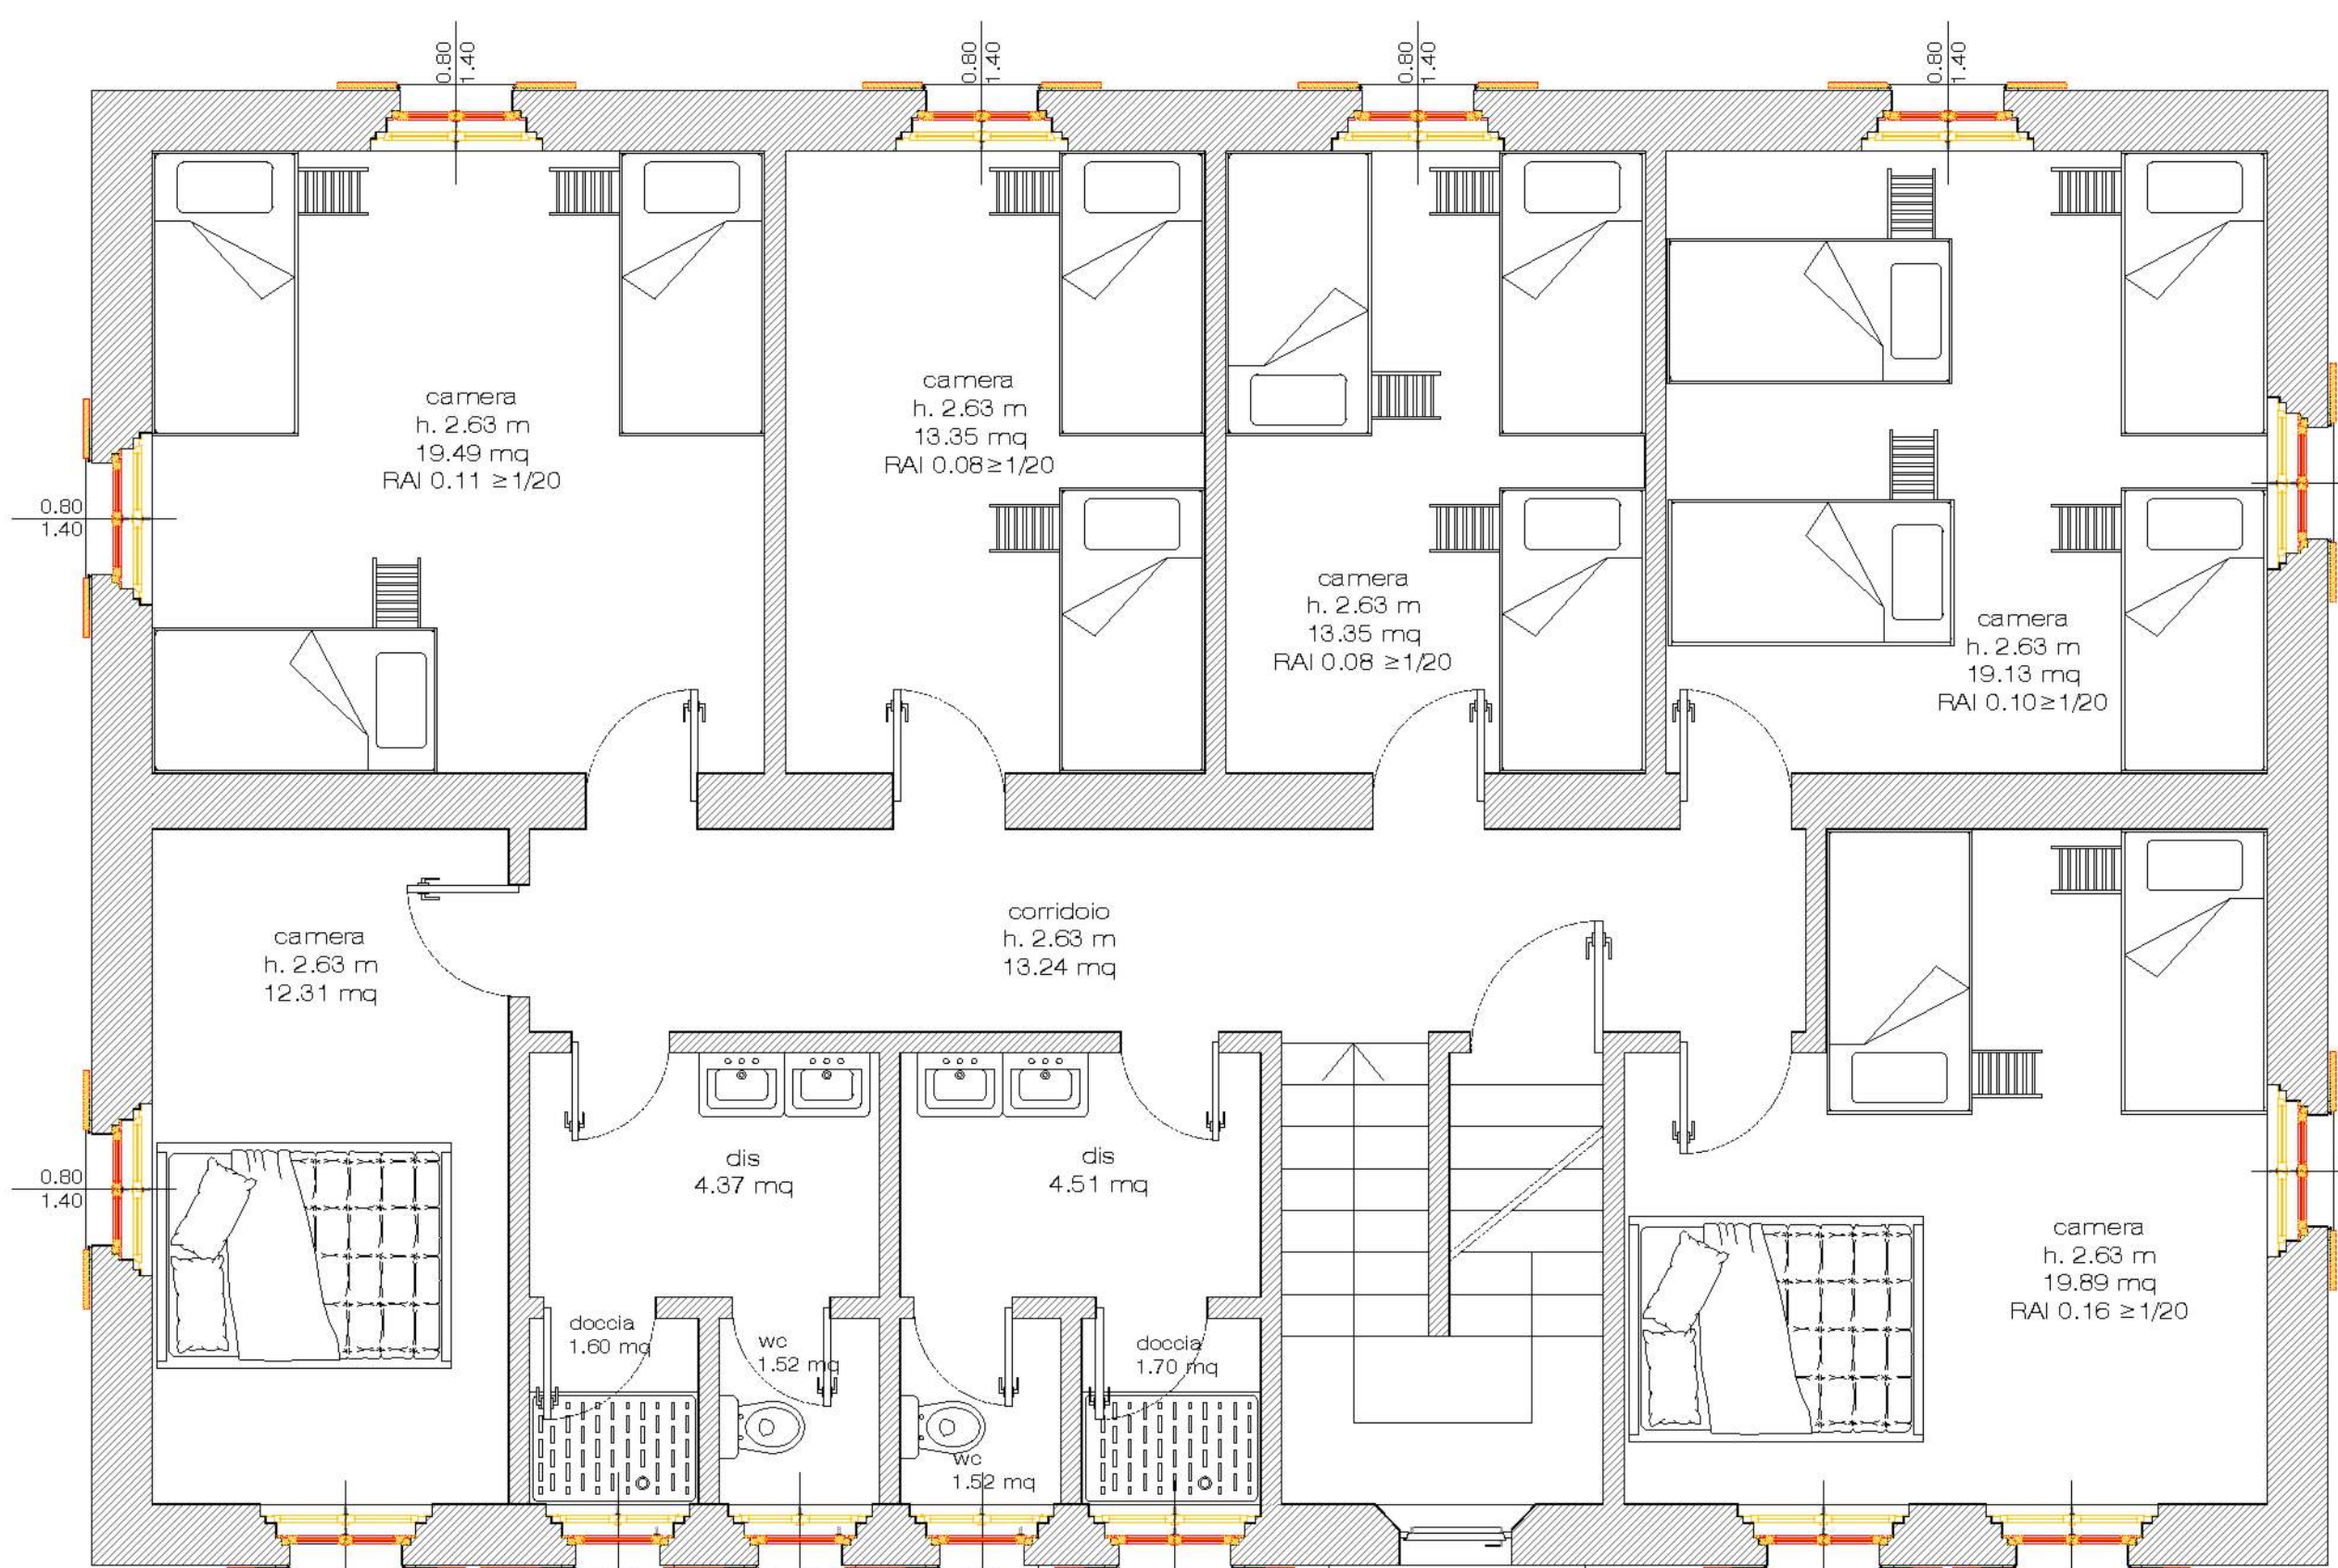 0.80
1.40
0.80
1.40
0.80
1.40
0.80
1.40
camera
h. 2.63 m
19.49 mq
RAI 0.11 ≥1/20
camera
h. 2.63 m
13.35 mq
RAI 0.08≥1/20
camera
h. 2.63 m
13.35 mq
RAI 0.08 ≥1/20
camera
h. 2.63 m
19.13 mq
RAI 0.10≥1/20
0.80
1.40
camera
h. 2.63 m
12.31 mq
corridoio
h. 2.63 m
13.24 mq
0.80
1.40
dis
4.37 mq
dis
4.51 mq
camera
h. 2.63 m
19.89 mq
RAI 0.16 ≥1/20
doccia
1.60 mq
wc
1.52 mq
wc
1.52 mq
doccia
1.70 mq